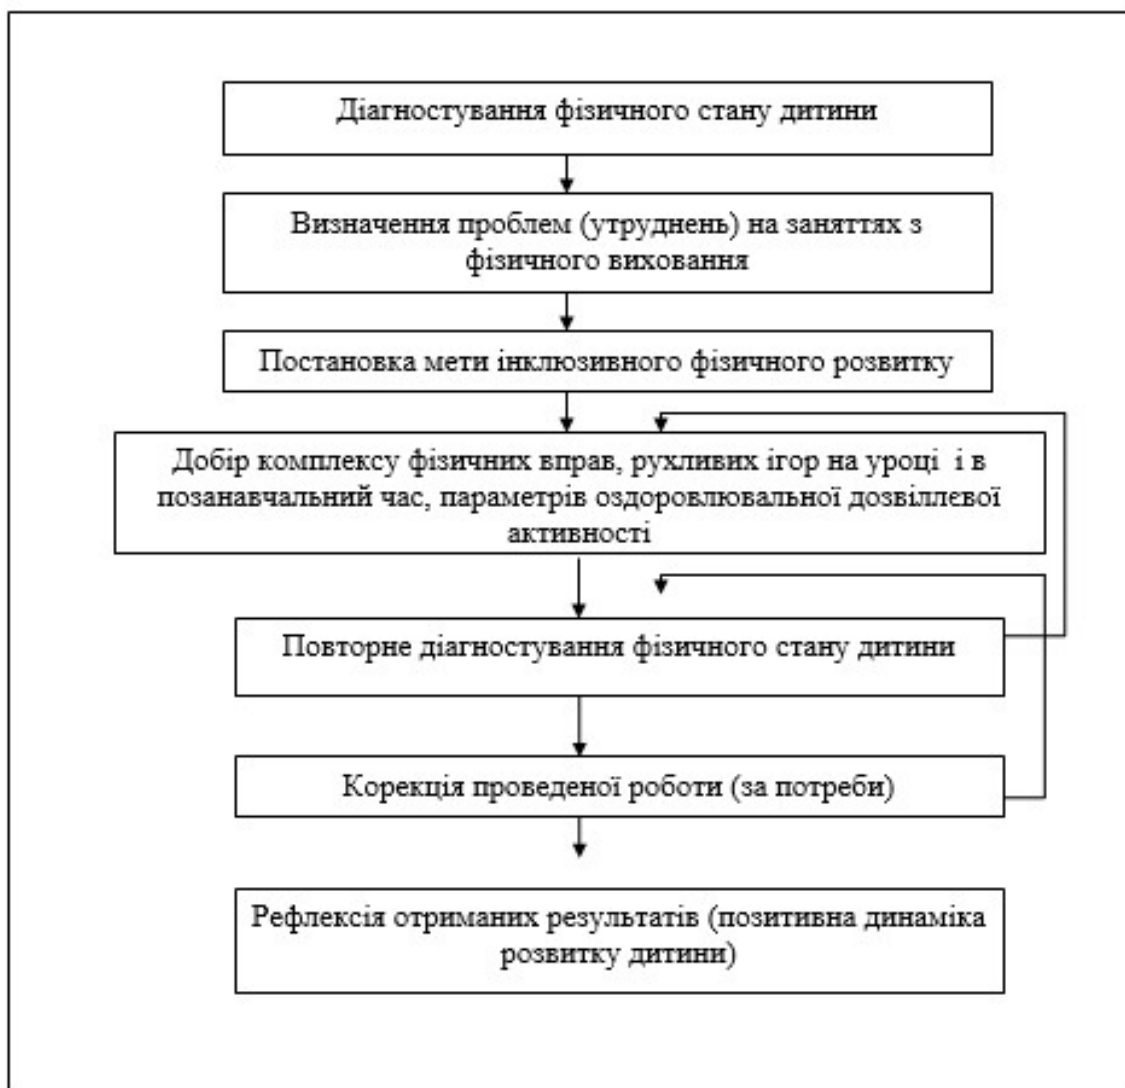 Діагностування фізичного стану дитини
Визначення проблем (утруднень) на заняттях з
фізичного виховання
Постановка мети інклюзивного фізичного розвитку
Добір комплексу фізичних вправ, рухливих ігор на уроці і в
позанавчальний час, параметрів оздоровлювальної дозвіллєвої
активності
Повторне діагностування фізичного стану дитини
Корекція проведеної роботи (за потреби)
Рефлексія отриманих результатів (позитивна динаміка
розвитку дитини)